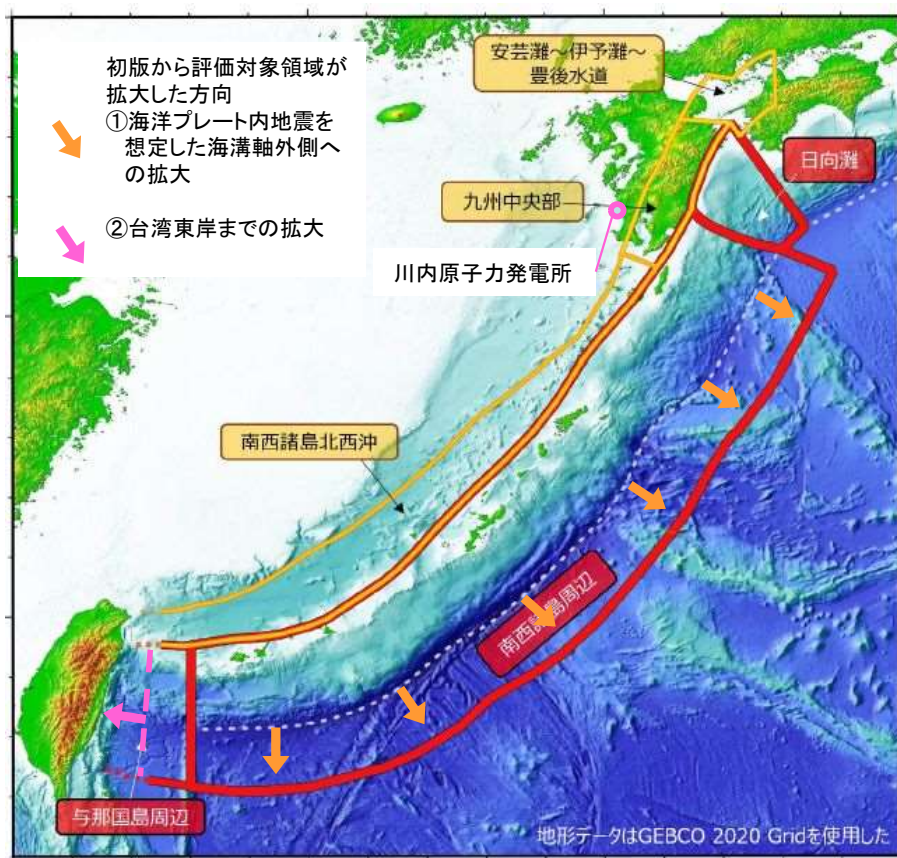 初版から評価対象領域が
拡大した方向
①海洋プレート内地震を
想定した海溝軸外側へ
の拡大
②台湾東岸までの拡大
安芸灘～伊予灘～
豊後水道
日向灘
九州中央部
川内原子力発電所
南西諸島北西沖
南西諸島周辺
与那国島周辺
地形データはGEBCO 2020 Gridを使用した